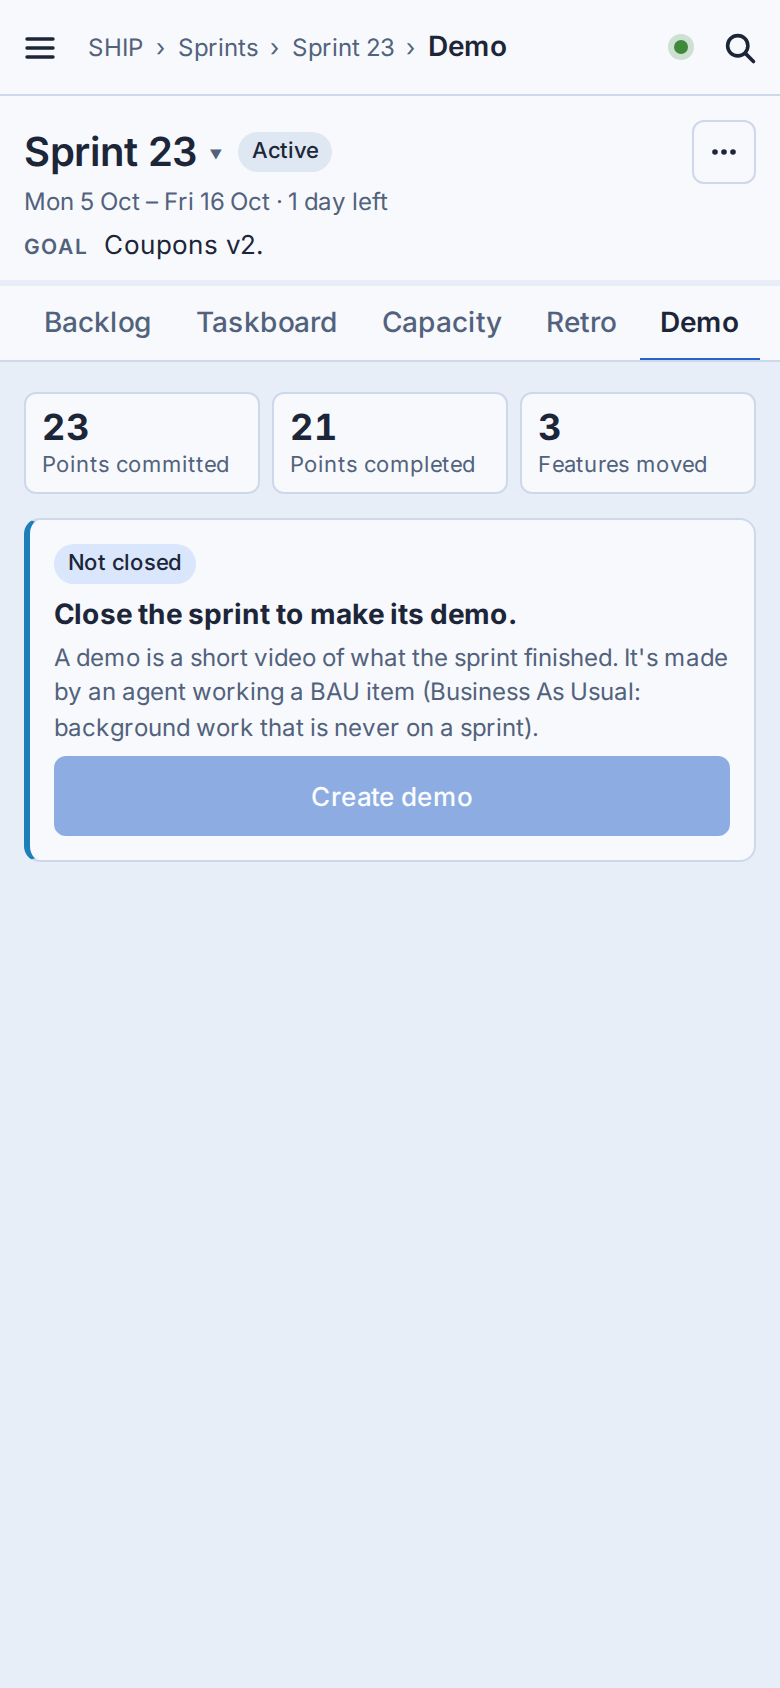 SHIP › Sprints › Sprint 23 › Demo
Sprint 23 ▾ Active
Mon 5 Oct – Fri 16 Oct · 1 day left
GOAL Coupons v2.
Backlog Taskboard Capacity Retro Demo
23 21 3
Points committed Points completed Features moved
Not closed
Close the sprint to make its demo.
A demo is a short video of what the sprint finished. It's made
by an agent working a BAU item (Business As Usual:
background work that is never on a sprint).
Create demo